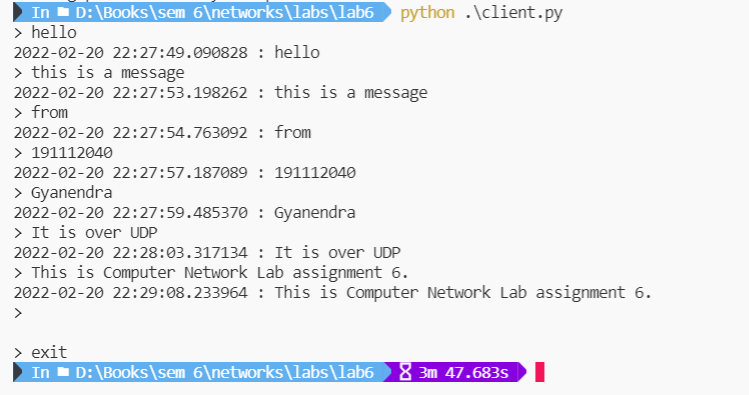 In D:\Books\sem 6\networks\labs\lab6 python .\client.py
> hello
2022-02-20 22:27:49.090828 : hello
> this is a message
2022-02-20 22:27:53.198262 : this is a message
> from
2022-02-20 22:27:54.763092 : from
> 191112040
2022-02-20 22:27:57.187089 : 191112040
> Gyanendra
2022-02-20 22:27:59.485370 : Gyanendra
> It is over UDP
2022-02-20 22:28:03.317134 : It is over UDP
> This is Computer Network Lab assignment 6.
2022-02-20 22:29:08.233964 : This is Computer Network Lab assignment 6.
>
> exit
In D:\Books\sem 6\networks\labs\lab6 3m 47.683s